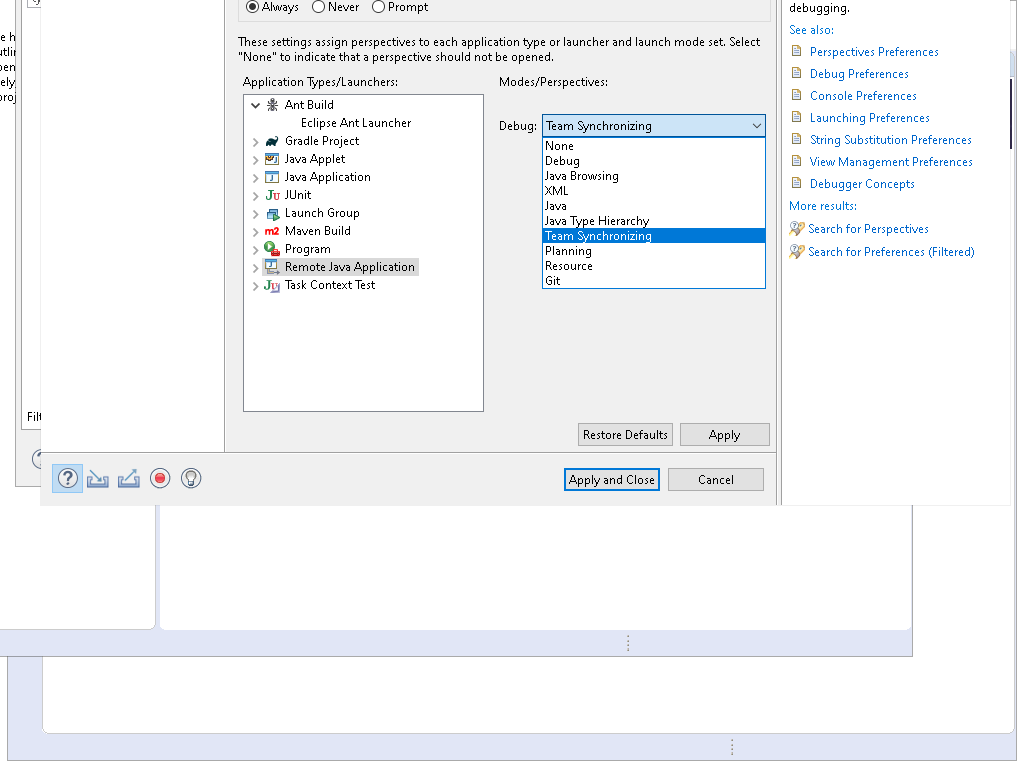 Always Never Prompt
These settings assign perspectives to each application type or launcher and launch mode set. Select
"None" to indicate that a perspective should not be opened.
Application Types/Launchers:
Ant Build
Eclipse Ant Launcher
Gradle Project
Java Applet
Java Application
JUnit
Launch Group
Maven Build
Program
Remote Java Application
Task Context Test
Modes/Perspectives:
Debug: Team Synchronizing
None
Debug
Java Browsing
XML
Java
Java Type Hierarchy
Team Synchronizing
Planning
Resource
Git
Restore Defaults Apply
Apply and Close Cancel
debugging.
See also:
Perspectives Preferences
Debug Preferences
Console Preferences
Launching Preferences
String Substitution Preferences
View Management Preferences
Debugger Concepts
More results:
Search for Perspectives
Search for Preferences (Filtered)